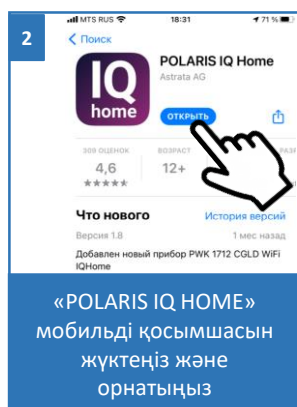 MTS RUS 18:31 71 %
2
Поиск
IQ
home
POLARIS IQ Home
Astrata AG
ОТКРЫТЬ
309 ОЦЕНОК ВОЗРАСТ
4,6 12+
★★★★★
Что нового История версий
Версия 1.8 1 мес назад
Добавлен новый прибор PWK 1712 CGLD WiFi
IQHome
«POLARIS IQ HOME»
мобильді қосымшасын
жүктеңіз және
орнатыңыз